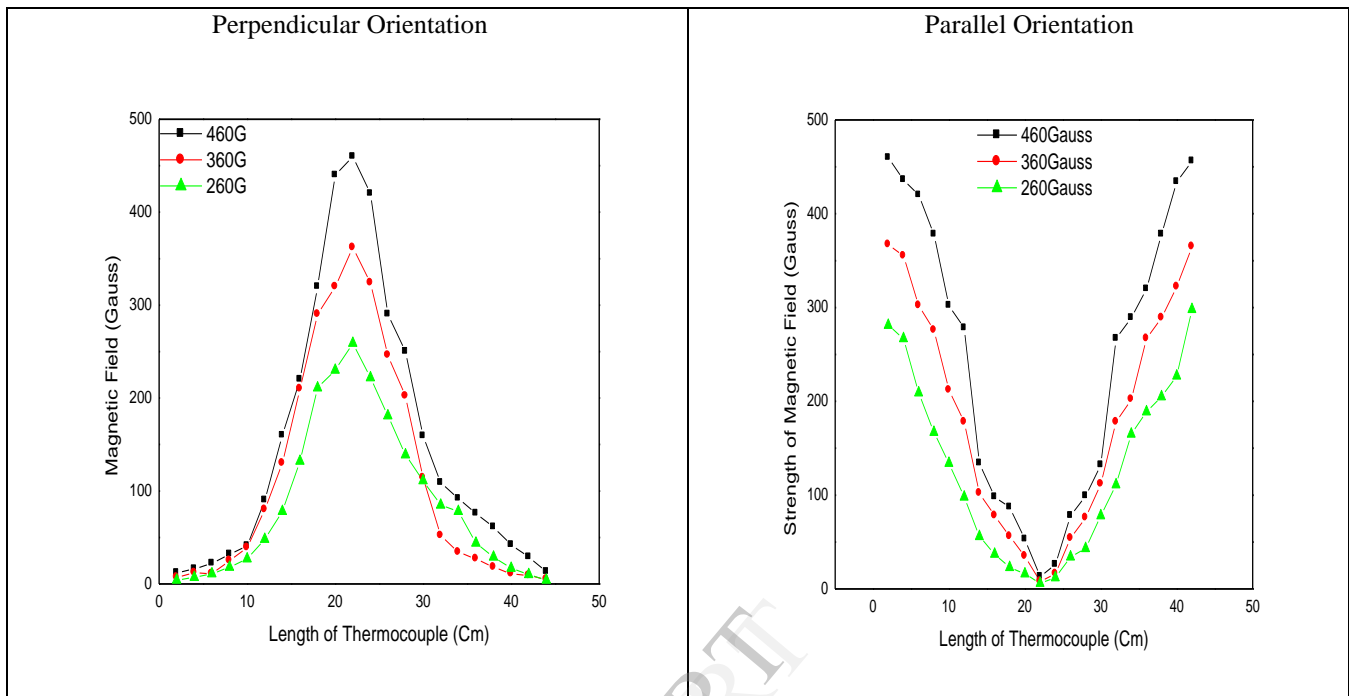 Perpendicular Orientation
Parallel Orientation
460G
360G
260G
500
400
300
200
100
0
0 10 20 30 40 50
Magnetic Field (Gauss)
Length of Thermocouple (Cm)
460Gauss
360Gauss
260Gauss
500
400
300
200
100
0
0 10 20 30 40 50
Strength of Magnetic Field (Gauss)
Length of Thermocouple (Cm)